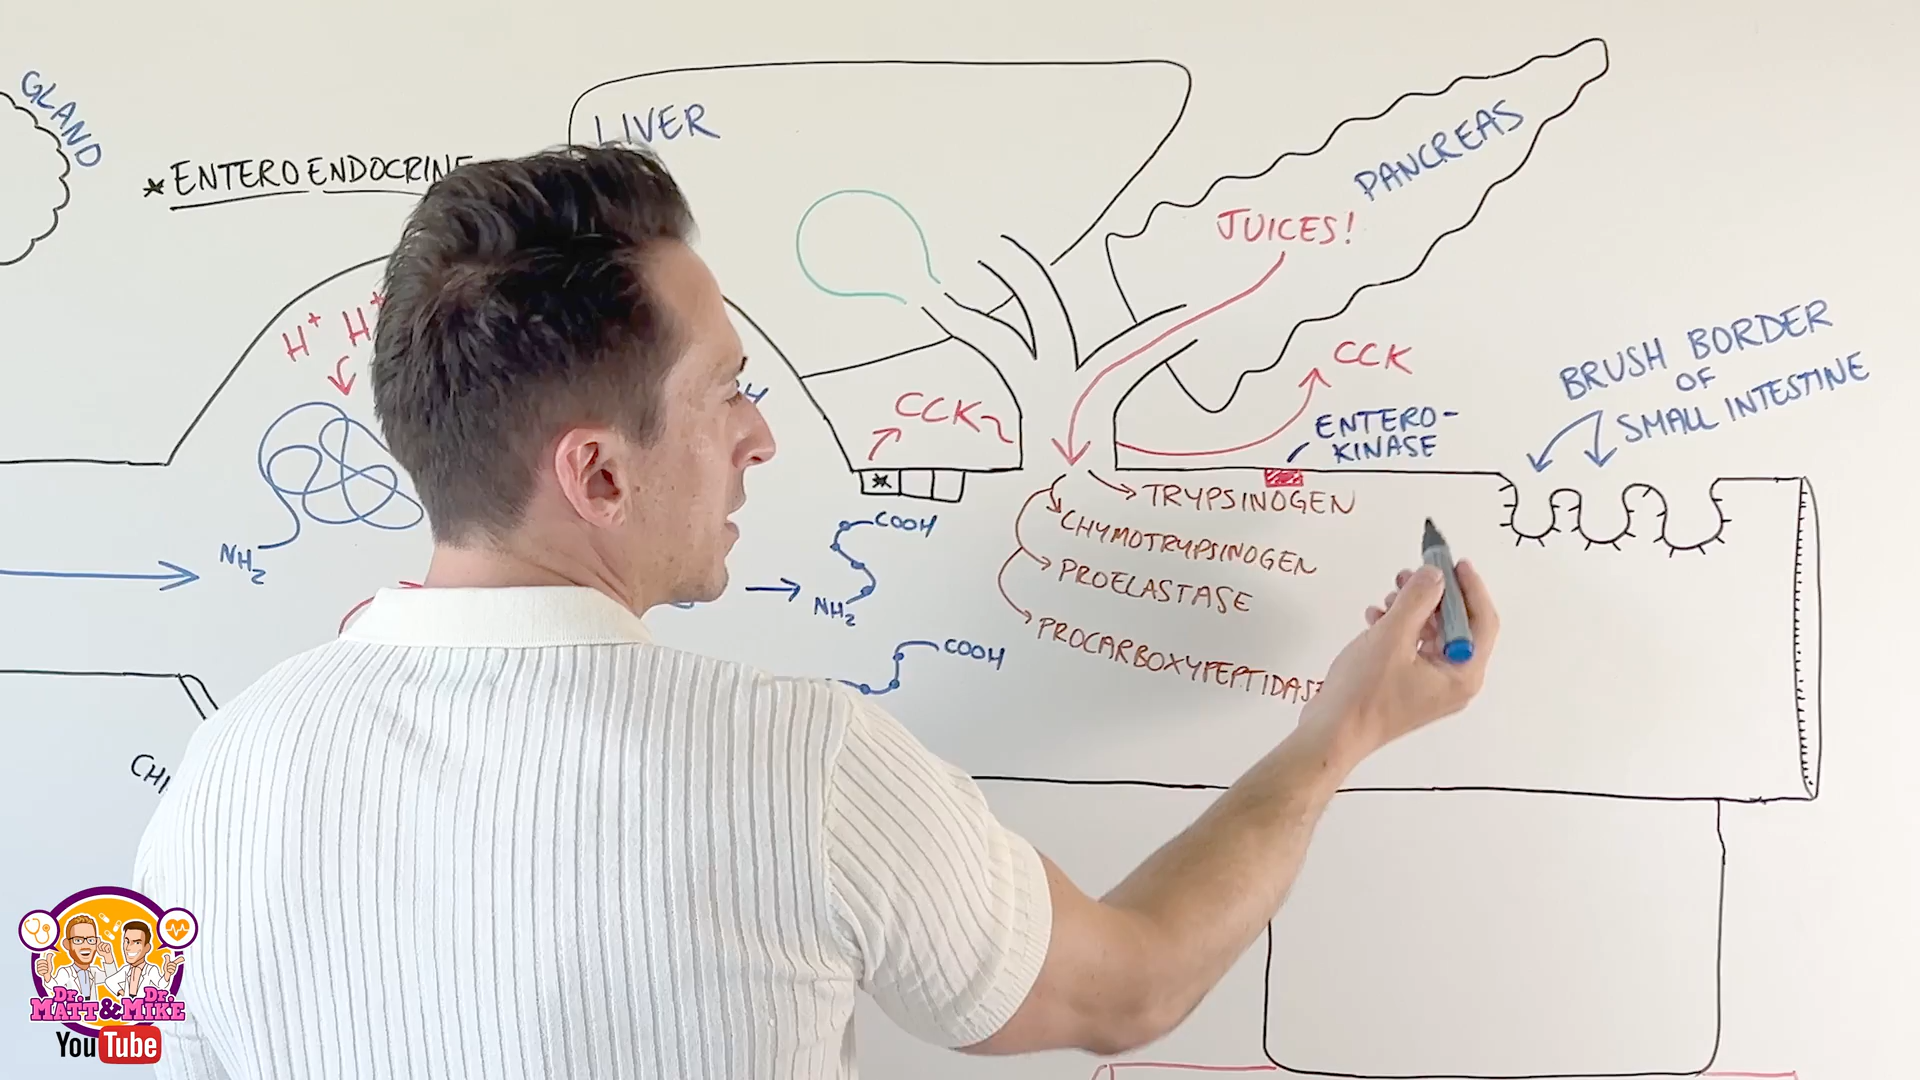 GLAND
*ENTEROENDOCRINE
LIVER
PANCREAS
JUICES!
H+ H+
CCK
CCK
ENTERO-
KINASE
BRUSH BORDER
OF
SMALL INTESTINE
NH2
COOH
NH2
COOH
TRYPSINOGEN
CHYMOTRYPSINOGEN
PROELASTASE
PROCARBOXYPEPTIDASE
Dr. Dr.
MATT & MIKE
YouTube